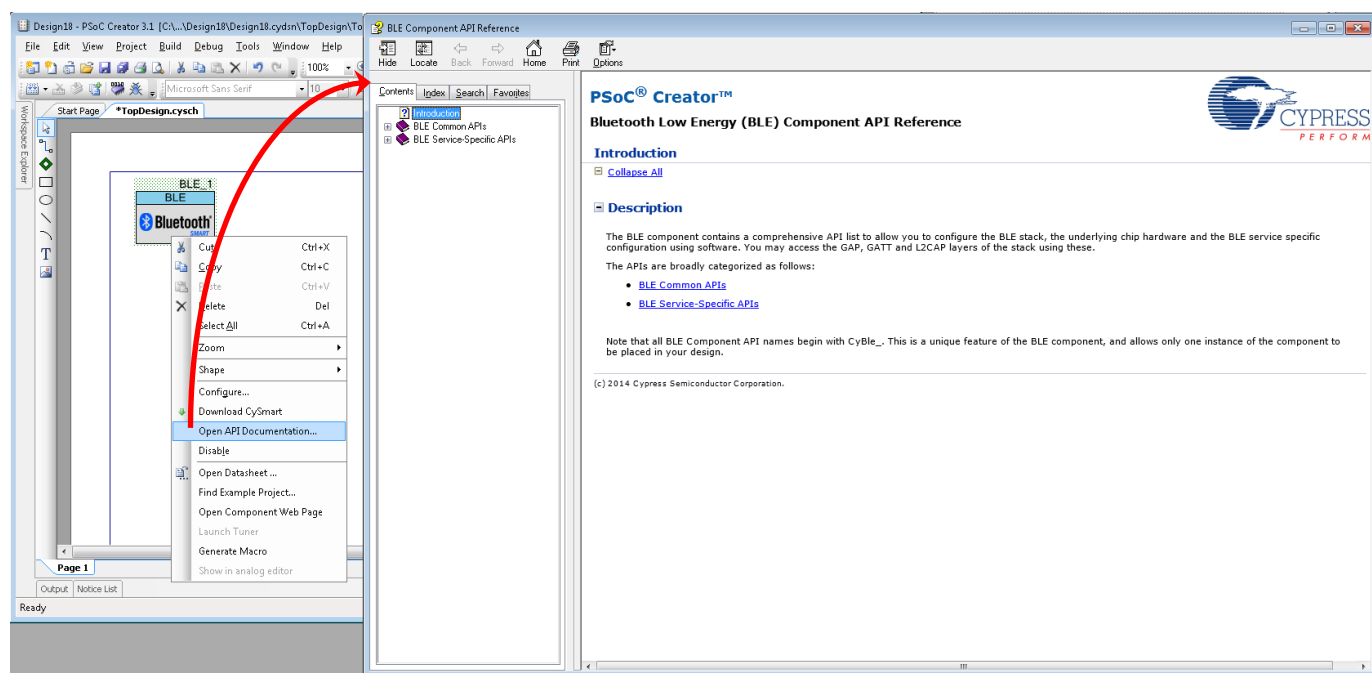 Design18 - PSoC Creator 3.1 [C:\...\Design18\Design18.cydsn\TopDesign\To
File Edit View Project Build Debug Tools Window Help
100%
Microsoft Sans Serif 10
Start Page *TopDesign.cysch
Workspace Explorer
BLE_1
BLE
Bluetooth
SMART
Cut Ctrl+X
Copy Ctrl+C
Paste Ctrl+V
Delete Del
Select All Ctrl+A
Zoom
Shape
Configure...
Download CySmart
Open API Documentation...
Disable
Open Datasheet ...
Find Example Project...
Open Component Web Page
Launch Tuner
Generate Macro
Show in analog editor
Page 1
Output Notice List
Ready
BLE Component API Reference
Hide Locate Back Forward Home Print Options
Contents Index Search Favorites
Introduction
BLE Common APIs
BLE Service-Specific APIs
PSoC® Creator™
Bluetooth Low Energy (BLE) Component API Reference
CYPRESS
PERFORM
Introduction
Collapse All
Description
The BLE component contains a comprehensive API list to allow you to configure the BLE stack, the underlying chip hardware and the BLE service specific
configuration using software. You may access the GAP, GATT and L2CAP layers of the stack using these.
The APIs are broadly categorized as follows:
• BLE Common APIs
• BLE Service-Specific APIs
Note that all BLE Component API names begin with CyBle_. This is a unique feature of the BLE component, and allows only one instance of the component to
be placed in your design.
(c) 2014 Cypress Semiconductor Corporation.